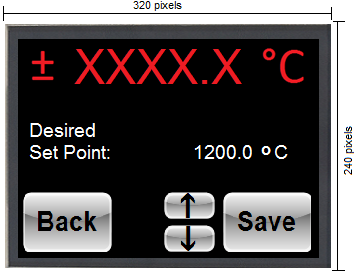 320 pixels
± XXXX.X °C
Desired
Set Point: 1200.0 °C
240 pixels
Back ↑ ↓ Save